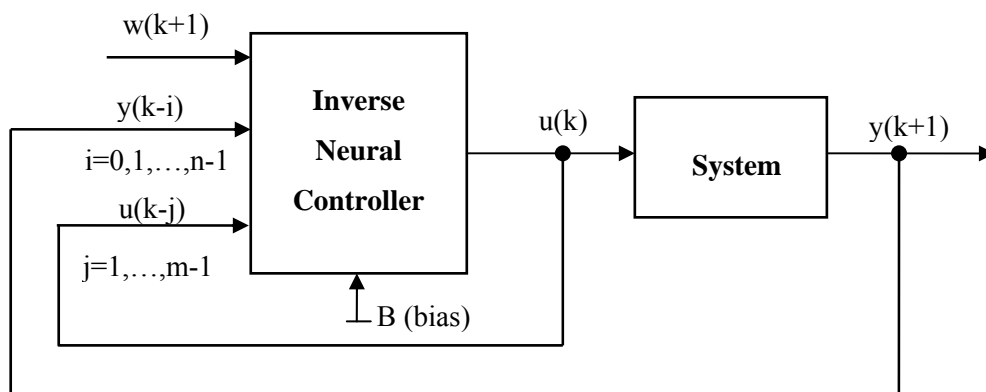 w(k+1)
y(k-i)
i=0,1,…,n-1
u(k-j)
j=1,…,m-1
Inverse
Neural
Controller
B (bias)
u(k)
System
y(k+1)